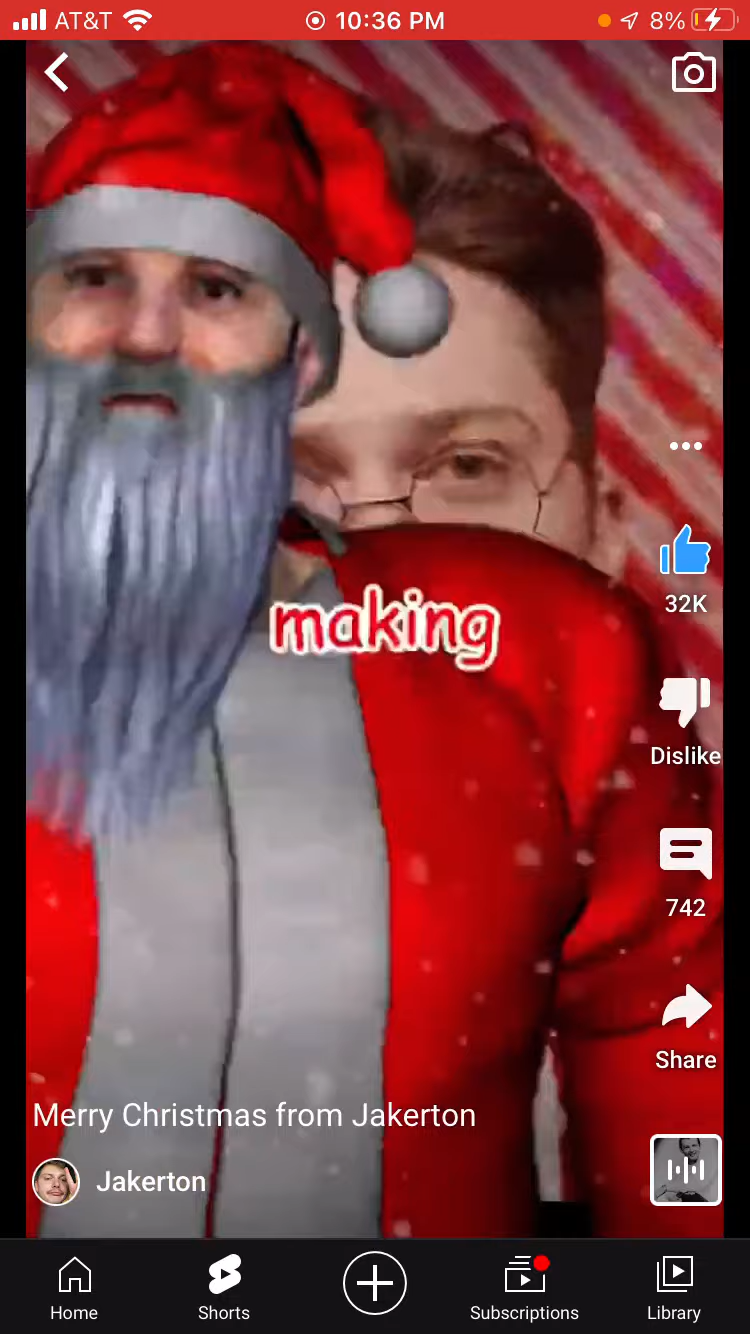 AT&T 10:36 PM 8%
making
32K
Dislike
742
Share
Merry Christmas from Jakerton
Jakerton
Home Shorts Subscriptions Library